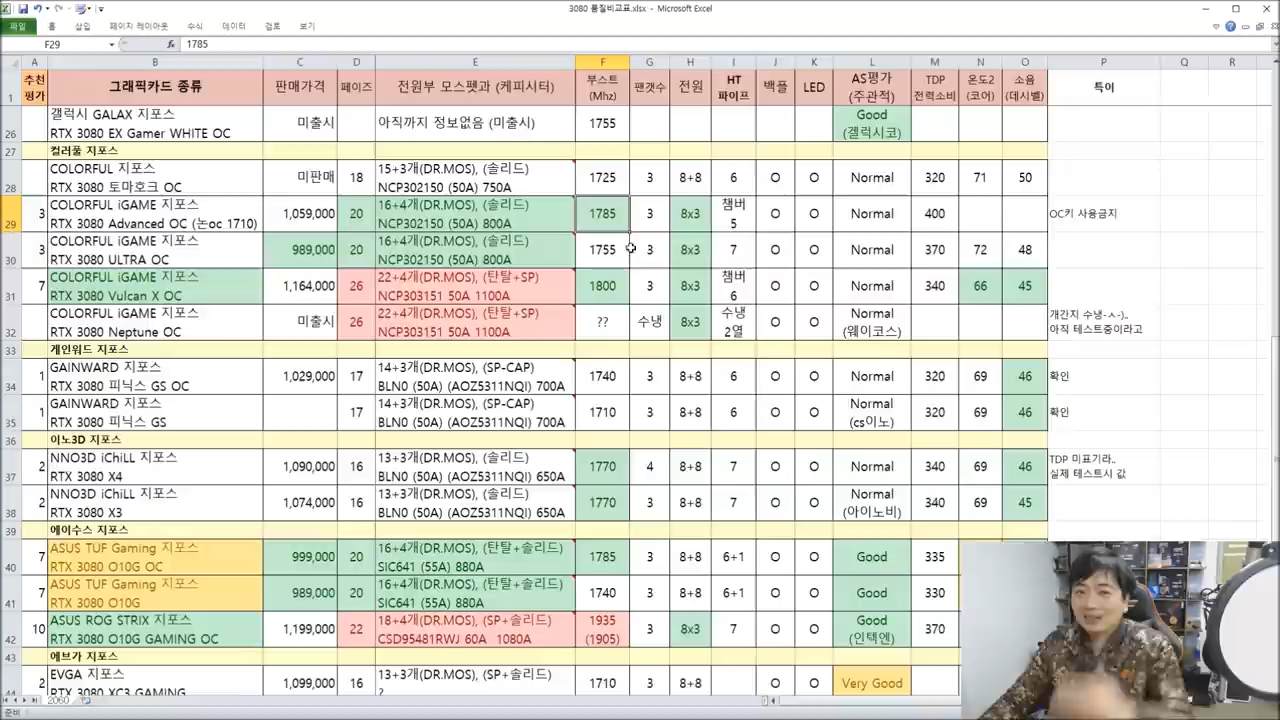 3080 품질비교표.xlsx - Microsoft Excel
파일 홈 삽입 페이지 레이아웃 수식 데이터 검토 보기
F29 fx 1785
A B C D E F G H I J K L M N O P Q R
1 추천평가 그래픽카드 종류 판매가격 페이즈 전원부 모스펫과 (케피시터) 부스트 (Mhz) 팬갯수 전원 HT 파이프 백플 LED AS평가 (주관적) TDP 전력소비 온도2 (코어) 소음 (데시벨) 특이
26 갤럭시 GALAX 지포스 미출시 아직까지 정보없음 (미출시) 1755 Good
RTX 3080 EX Gamer WHITE OC (겔럭시코)
27 컬러풀 지포스
28 COLORFUL 지포스 미판매 18 15+3개(DR.MOS), (솔리드) 1725 3 8+8 6 O O Normal 320 71 50
RTX 3080 토마호크 OC NCP302150 (50A) 750A
29 3 COLORFUL iGAME 지포스 1,059,000 20 16+4개(DR.MOS), (솔리드) 1785 3 8x3 챔버 O O Normal 400 OC키 사용금지
RTX 3080 Advanced OC (논oc 1710) NCP302150 (50A) 800A 5
30 3 COLORFUL iGAME 지포스 989,000 20 16+4개(DR.MOS), (솔리드) 1755 3 8x3 7 O O Normal 370 72 48
RTX 3080 ULTRA OC NCP302150 (50A) 800A
31 7 COLORFUL iGAME 지포스 1,164,000 26 22+4개(DR.MOS), (탄탈+SP) 1800 3 8x3 챔버 O O Normal 340 66 45
RTX 3080 Vulcan X OC NCP303151 50A 1100A 6
32 COLORFUL iGAME 지포스 미출시 26 22+4개(DR.MOS), (탄탈+SP) ?? 수냉 8x3 수냉 O O Normal 개간지 수냉-ㅅ-)..
RTX 3080 Neptune OC NCP303151 50A 1100A 2열 (웨이코스) 아직 테스트중이라고
33 게인워드 지포스
34 1 GAINWARD 지포스 1,029,000 17 14+3개(DR.MOS), (SP-CAP) 1740 3 8+8 6 O O Normal 320 69 46 확인
RTX 3080 피닉스 GS OC BLN0 (50A) (AOZ5311NQI) 700A
35 1 GAINWARD 지포스 17 14+3개(DR.MOS), (SP-CAP) 1710 3 8+8 6 O O Normal 320 69 46 확인
RTX 3080 피닉스 GS BLN0 (50A) (AOZ5311NQI) 700A (cs이노)
36 이노3D 지포스
37 2 NNO3D iChiLL 지포스 1,090,000 16 13+3개(DR.MOS), (솔리드) 1770 4 8+8 7 O O Normal 340 69 46 TDP 미표기라..
RTX 3080 X4 BLN0 (50A) (AOZ5311NQI) 650A 실제 테스트시 값
38 2 NNO3D iChiLL 지포스 1,074,000 16 13+3개(DR.MOS), (솔리드) 1770 3 8+8 7 O O Normal 340 69 45
RTX 3080 X3 BLN0 (50A) (AOZ5311NQI) 650A (아이노비)
39 에이수스 지포스
40 7 ASUS TUF Gaming 지포스 999,000 20 16+4개(DR.MOS), (탄탈+솔리드) 1785 3 8+8 6+1 O O Good 335
RTX 3080 O10G OC SIC641 (55A) 880A
41 7 ASUS TUF Gaming 지포스 989,000 20 16+4개(DR.MOS), (탄탈+솔리드) 1740 3 8+8 6+1 O O Good 330
RTX 3080 O10G SIC641 (55A) 880A
42 10 ASUS ROG STRIX 지포스 1,199,000 22 18+4개(DR.MOS), (SP+솔리드) 1935 3 8x3 7 O O Good 370
RTX 3080 O10G GAMING OC CSD95481RWJ 60A 1080A (1905) (인텍엔)
43 에브가 지포스
44 2 EVGA 지포스 1,099,000 16 13+3개(DR.MOS), (SP+솔리드) 1710 3 8+8 O O Very Good
RTX 3080 XC3 GAMING ?
2060
준비